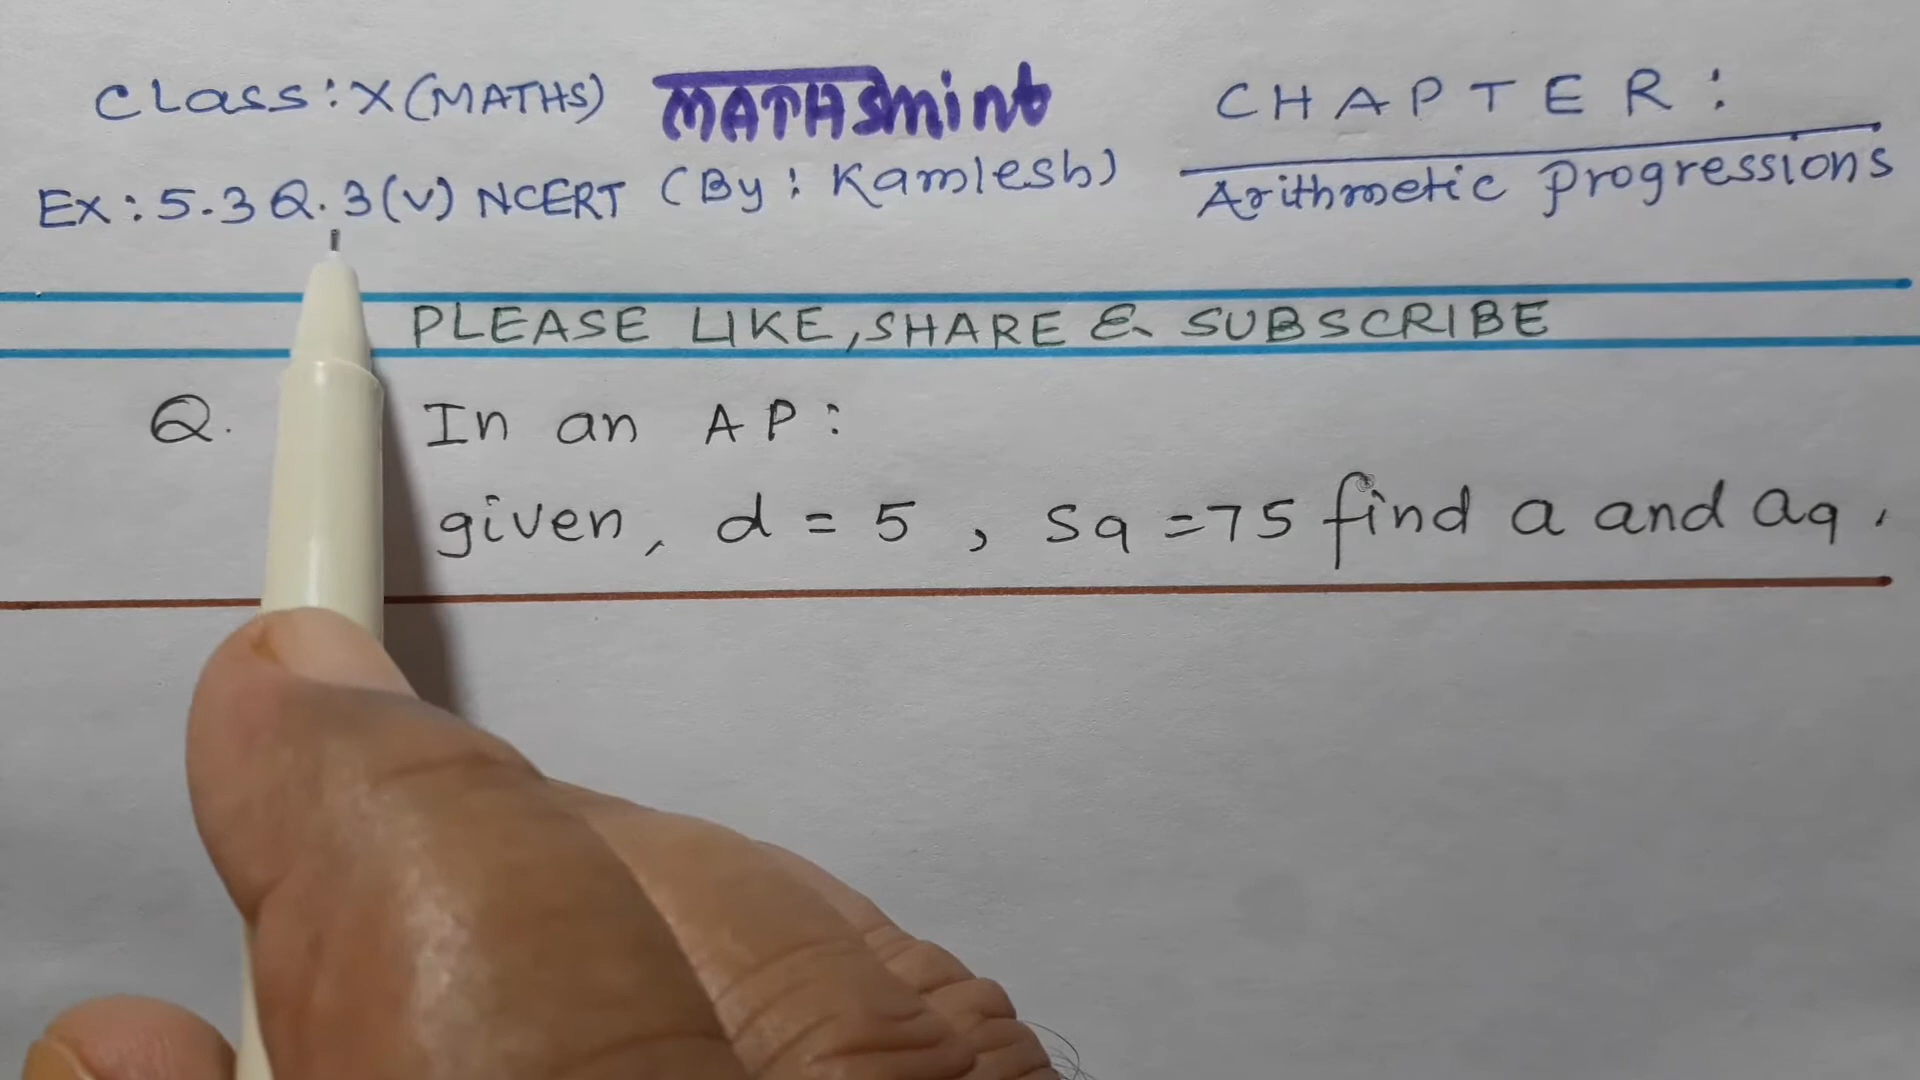 Class: X (MATHS) MATHSmint CHAPTER:
Ex: 5.3 Q.3(v) NCERT (By: Kamlesh) Arithmetic Progressions
PLEASE LIKE, SHARE & SUBSCRIBE
Q. In an AP:
given, d = 5, S9 = 75 find a and a9.